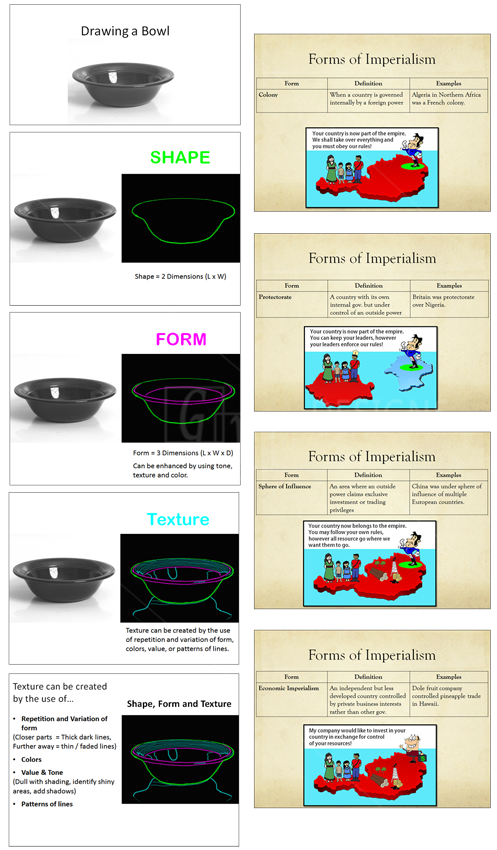 Drawing a Bowl
SHAPE
Shape = 2 Dimensions (L x W)
FORM
Form = 3 Dimensions (L x W x D)
Can be enhanced by using tone,
texture and color.
Texture
Texture can be created by the use
of repetition and variation of form,
colors, value, or patterns of lines.
Texture can be created
by the use of...
• Repetition and Variation of
form
(Closer parts = Thick dark lines,
Further away = thin / faded lines)
• Colors
• Value & Tone
(Dull with shading, identify shiny
areas, add shadows)
• Patterns of lines
Shape, Form and Texture
Forms of Imperialism
Form Definition Examples
Colony When a country is governed Algeria in Northern Africa
internally by a foreign power was a French colony.
Your country is now part of the empire.
We shall take over everything and
you must obey our rules!
Forms of Imperialism
Form Definition Examples
Protectorate A country with its own Britain was protectorate
internal gov. but under over Nigeria.
control of an outside power
Your country is now part of the empire.
You can keep your leaders, however
your leaders enforce our rules!
Forms of Imperialism
Form Definition Examples
Sphere of Influence An area where an outside China was under sphere of
power claims exclusive influence of multiple
investment or trading European countries.
privileges
Your country now belongs to the empire.
You may follow your own rules,
however all resource go where we
want them to go.
Forms of Imperialism
Form Definition Examples
Economic Imperialism An independent but less Dole fruit company
developed country controlled controlled pineapple trade
by private business interests in Hawaii.
rather than other gov.
My company would like to invest in your
country in exchange for control
of your resources!